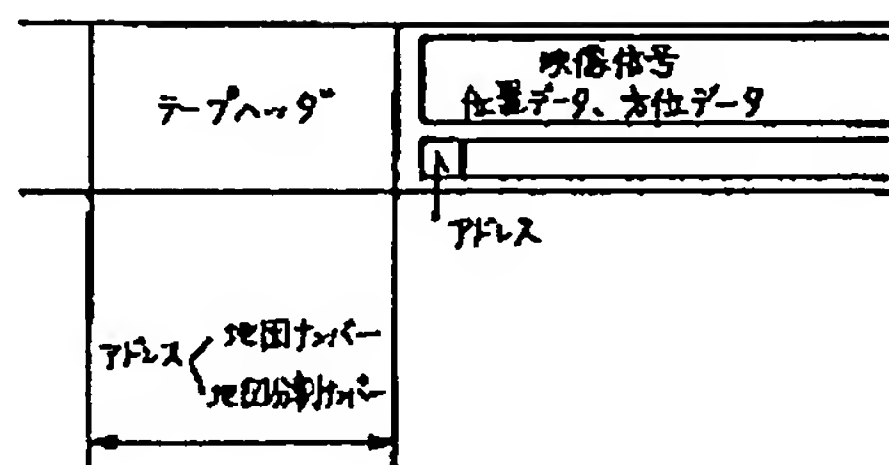 映像信号
テープヘッダ
位置データ、方位データ
アドレス
アドレス
地図ナンバー
地図分割ナンバー